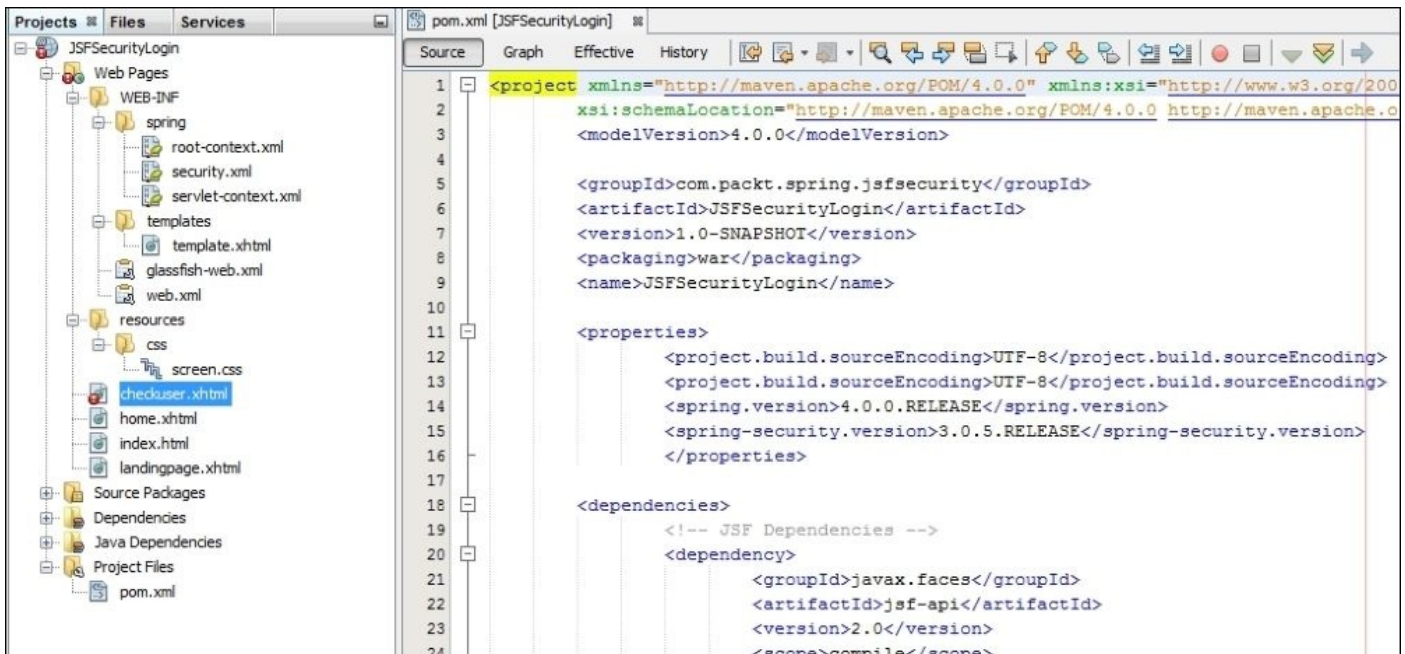 Projects Files Services
JSFSecurityLogin
Web Pages
WEB-INF
spring
root-context.xml
security.xml
servlet-context.xml
templates
template.xhtml
glassfish-web.xml
web.xml
resources
css
screen.css
checkuser.xhtml
home.xhtml
index.html
landingpage.xhtml
Source Packages
Dependencies
Java Dependencies
Project Files
pom.xml
pom.xml [JSFSecurityLogin]
Source Graph Effective History
1 <project xmlns="http://maven.apache.org/POM/4.0.0" xmlns:xsi="http://www.w3.org/200
2 xsi:schemaLocation="http://maven.apache.org/POM/4.0.0 http://maven.apache.o
3 <modelVersion>4.0.0</modelVersion>
4
5 <groupId>com.packt.spring.jsfsecurity</groupId>
6 <artifactId>JSFSecurityLogin</artifactId>
7 <version>1.0-SNAPSHOT</version>
8 <packaging>war</packaging>
9 <name>JSFSecurityLogin</name>
10
11 <properties>
12 <project.build.sourceEncoding>UTF-8</project.build.sourceEncoding>
13 <project.build.sourceEncoding>UTF-8</project.build.sourceEncoding>
14 <spring.version>4.0.0.RELEASE</spring.version>
15 <spring-security.version>3.0.5.RELEASE</spring-security.version>
16 </properties>
17
18 <dependencies>
19 <!-- JSF Dependencies -->
20 <dependency>
21 <groupId>javax.faces</groupId>
22 <artifactId>jsf-api</artifactId>
23 <version>2.0</version>
24 <scope>compile</scope>